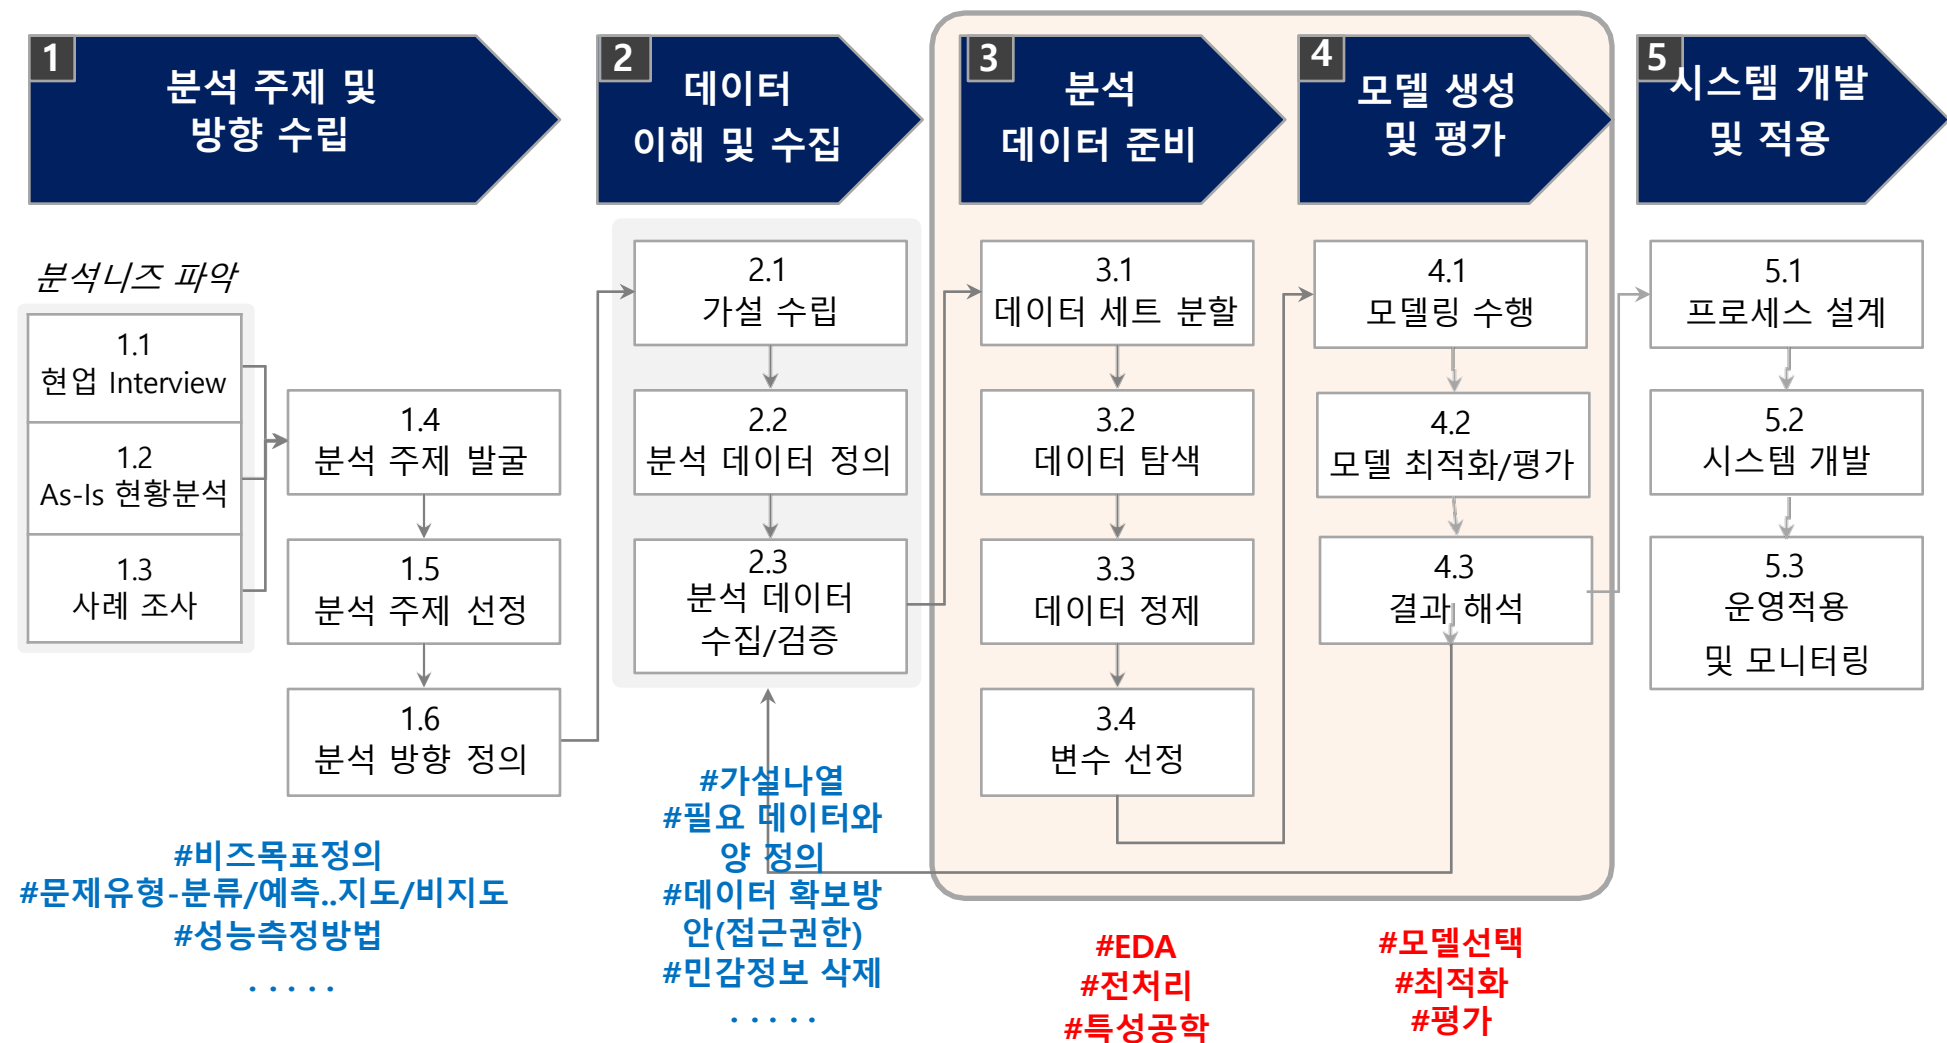 1
분석 주제 및
방향 수립
2
데이터
이해 및 수집
3
분석
데이터 준비
4
모델 생성
및 평가
5
시스템 개발
및 적용
분석니즈 파악
1.1
현업 Interview
1.2
As-Is 현황분석
1.3
사례 조사
1.4
분석 주제 발굴
1.5
분석 주제 선정
1.6
분석 방향 정의
#비즈목표정의
#문제유형-분류/예측..지도/비지도
#성능측정방법
.....
2.1
가설 수립
2.2
분석 데이터 정의
2.3
분석 데이터
수집/검증
#가설나열
#필요 데이터와
양 정의
#데이터 확보방
안(접근권한)
#민감정보 삭제
.....
3.1
데이터 세트 분할
3.2
데이터 탐색
3.3
데이터 정제
3.4
변수 선정
#EDA
#전처리
#특성공학
4.1
모델링 수행
4.2
모델 최적화/평가
4.3
결과 해석
#모델선택
#최적화
#평가
5.1
프로세스 설계
5.2
시스템 개발
5.3
운영적용
및 모니터링